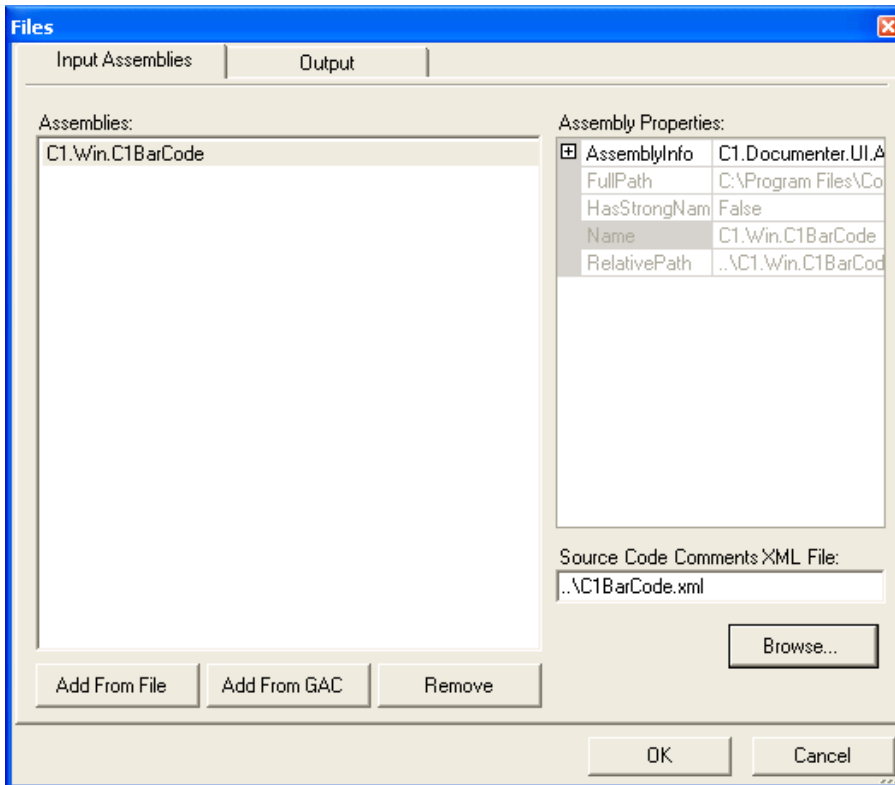 Files
Input Assemblies Output
Assemblies:
C1.Win.C1BarCode
Assembly Properties:
AssemblyInfo C1.Documenter.UI.A
FullPath C:\Program Files\Co
HasStrongNam False
Name C1.Win.C1BarCode
RelativePath ..\C1.Win.C1BarCod
Source Code Comments XML File:
..\C1BarCode.xml
Browse...
Add From File Add From GAC Remove
OK Cancel